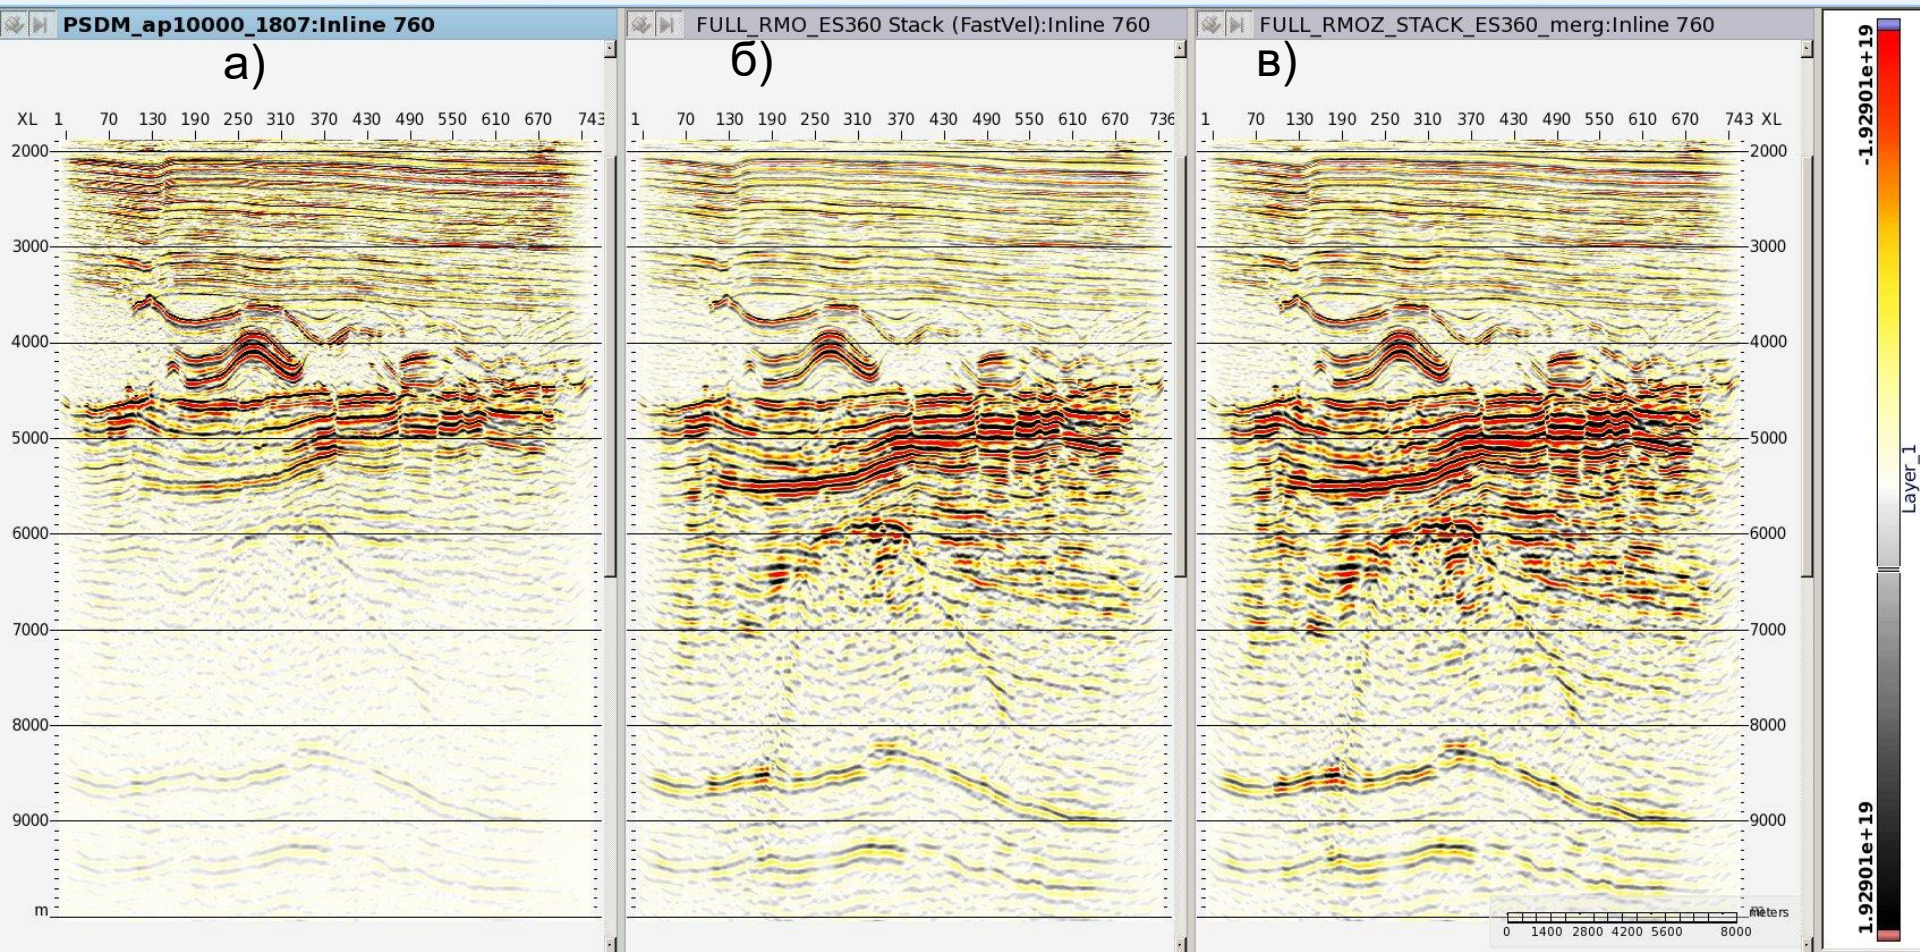 PSDM_ap10000_1807:Inline 760
FULL_RMO_ES360 Stack (FastVel):Inline 760
FULL_RMOZ_STACK_ES360_merg:Inline 760
а)
б)
в)
XL 1 70 130 190 250 310 370 430 490 550 610 670 743
1 70 130 190 250 310 370 430 490 550 610 670 736
1 70 130 190 250 310 370 430 490 550 610 670 743 XL
2000
3000
4000
5000
6000
7000
8000
9000
m
2000
3000
4000
5000
6000
7000
8000
9000
meters
0 1400 2800 4200 5600 8000
-1.92901e+19
Layer_1
1.92901e+19